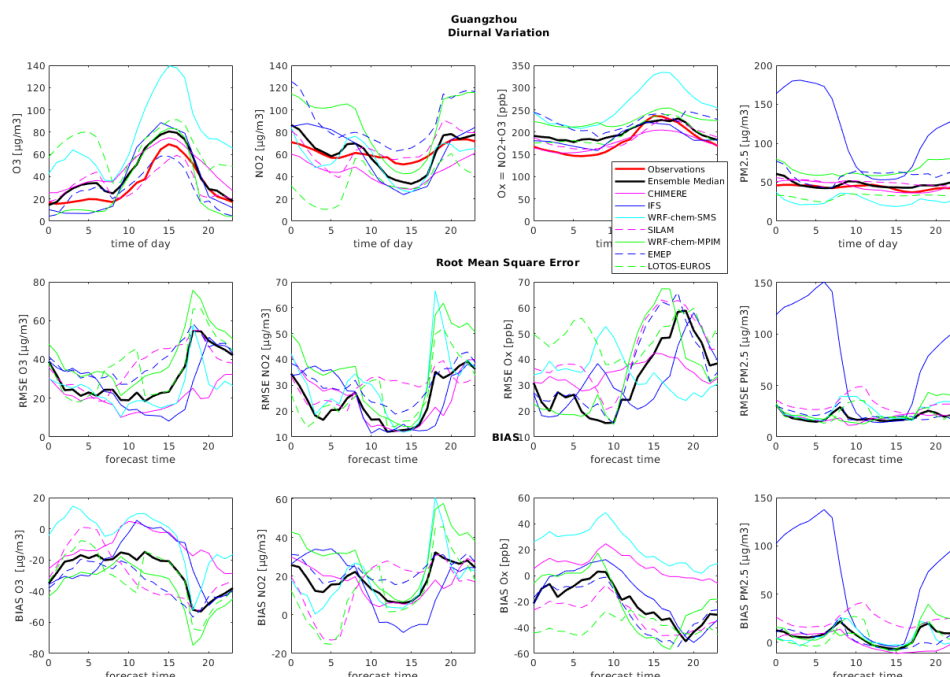 Guangzhou
Diurnal Variation
O3 [µg/m3]
140
120
100
80
60
40
20
0
0 5 10 15 20
time of day
NO2 [µg/m3]
140
120
100
80
60
40
20
0
0 5 10 15 20
time of day
Ox = NO2+O3 [ppb]
350
300
250
200
150
100
50
0
0 5
tim
Observations
Ensemble Median
CHIMERE
IFS
WRF-chem-SMS
SILAM
WRF-chem-MPIM
EMEP
LOTOS-EUROS
PM2.5 [µg/m3]
200
150
100
50
0
0 5 10 15 20
time of day
Root Mean Square Error
RMSE O3 [µg/m3]
80
60
40
20
0
0 5 10 15 20
forecast time
RMSE NO2 [µg/m3]
70
60
50
40
30
20
10
0 5 10 15 20
forecast time
RMSE Ox [ppb]
70
60
50
40
30
20
10
0 5 10 15 20
forecast time
RMSE PM2.5 [µg/m3]
150
100
50
0
0 5 10 15 20
forecast time
BIAS
BIAS O3 [µg/m3]
20
0
-20
-40
-60
-80
0 5 10 15 20
forecast time
BIAS NO2 [µg/m3]
60
40
20
0
-20
0 5 10 15 20
forecast time
BIAS Ox [ppb]
60
40
20
0
-20
-40
-60
0 5 10 15 20
forecast time
BIAS PM2.5 [µg/m3]
150
100
50
0
0 5 10 15 20
forecast time